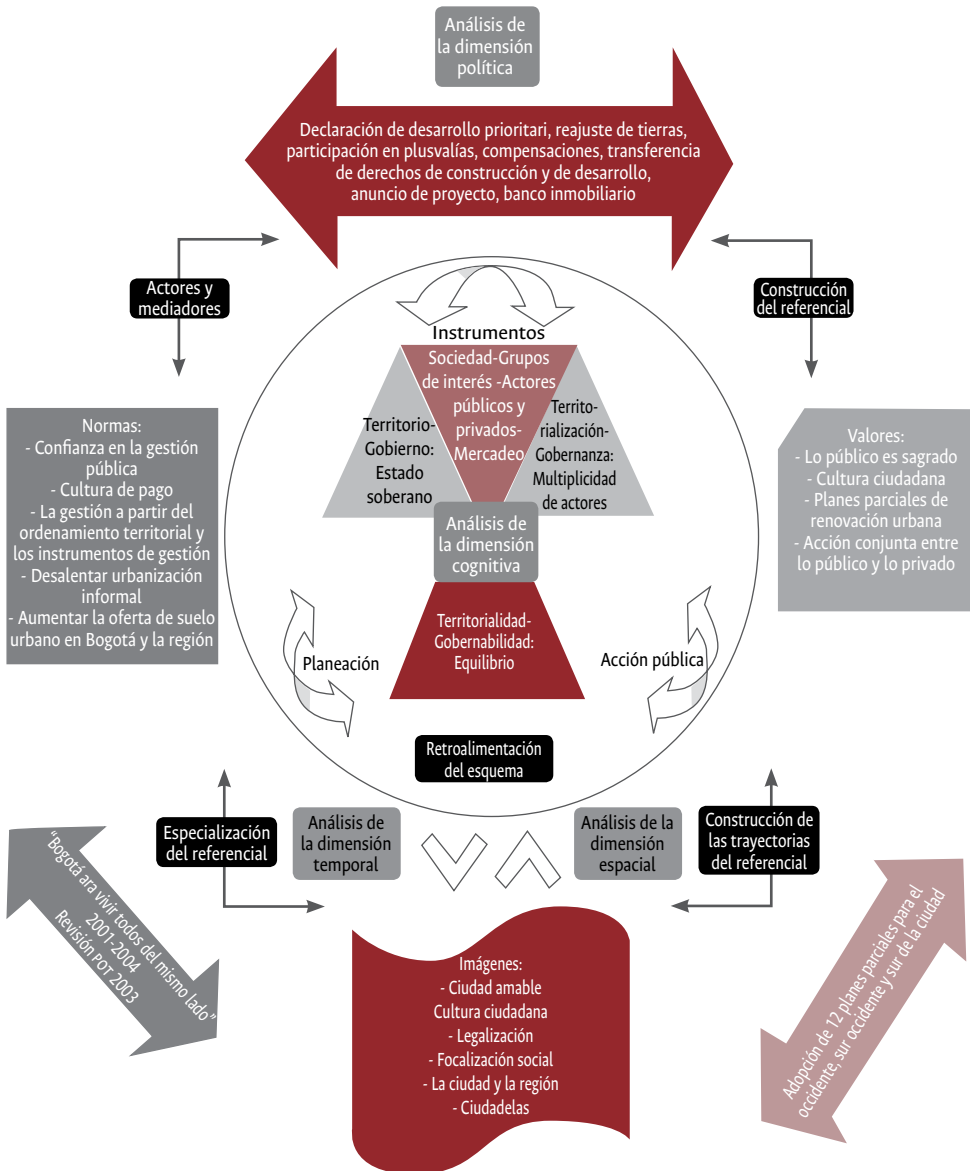 Análisis de
la dimensión
política
Declaración de desarrollo prioritari, reajuste de tierras,
participación en plusvalías, compensaciones, transferencia
de derechos de construcción y de desarrollo,
anuncio de proyecto, banco inmobiliario
Actores y
mediadores
Construcción
del referencial
Instrumentos
Sociedad-Grupos
de interés -Actores
públicos y
privados-
Mercadeo
Territorio-
Gobierno:
Estado
soberano
Territo-
rialización-
Gobernanza:
Multiplicidad
de actores
Normas:
- Confianza en la gestión
pública
- Cultura de pago
- La gestión a partir del
ordenamiento territorial y
los instrumentos de gestión
- Desalentar urbanización
informal
- Aumentar la oferta de suelo
urbano en Bogotá y la región
Valores:
- Lo público es sagrado
- Cultura ciudadana
- Planes parciales de
renovación urbana
- Acción conjunta entre
lo público y lo privado
Análisis de
la dimensión
cognitiva
Territorialidad-
Gobernabilidad:
Equilibrio
Planeación
Acción pública
Retroalimentación
del esquema
Especialización
del referencial
Análisis de
la dimensión
temporal
Análisis de la
dimensión
espacial
Construcción de
las trayectorias
del referencial
"Bogotá ara vivir todos del mismo lado"
2001-2004
Revisión POT 2003
Imágenes:
- Ciudad amable
Cultura ciudadana
- Legalización
- Focalización social
- La ciudad y la región
- Ciudadelas
Adopción de 12 planes parciales para el
occidente, sur occidente y sur de la ciudad